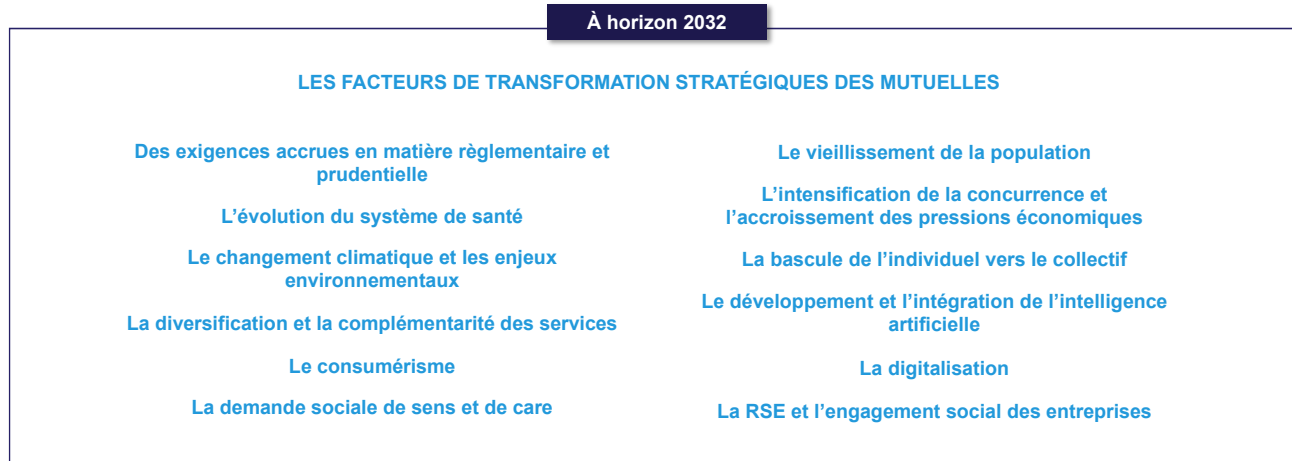 À horizon 2032
LES FACTEURS DE TRANSFORMATION STRATÉGIQUES DES MUTUELLES
Des exigences accrues en matière règlementaire et
prudentielle
L’évolution du système de santé
Le changement climatique et les enjeux
environnementaux
La diversification et la complémentarité des services
Le consumérisme
La demande sociale de sens et de care
Le vieillissement de la population
L’intensification de la concurrence et
l’accroissement des pressions économiques
La bascule de l’individuel vers le collectif
Le développement et l’intégration de l’intelligence
artificielle
La digitalisation
La RSE et l’engagement social des entreprises